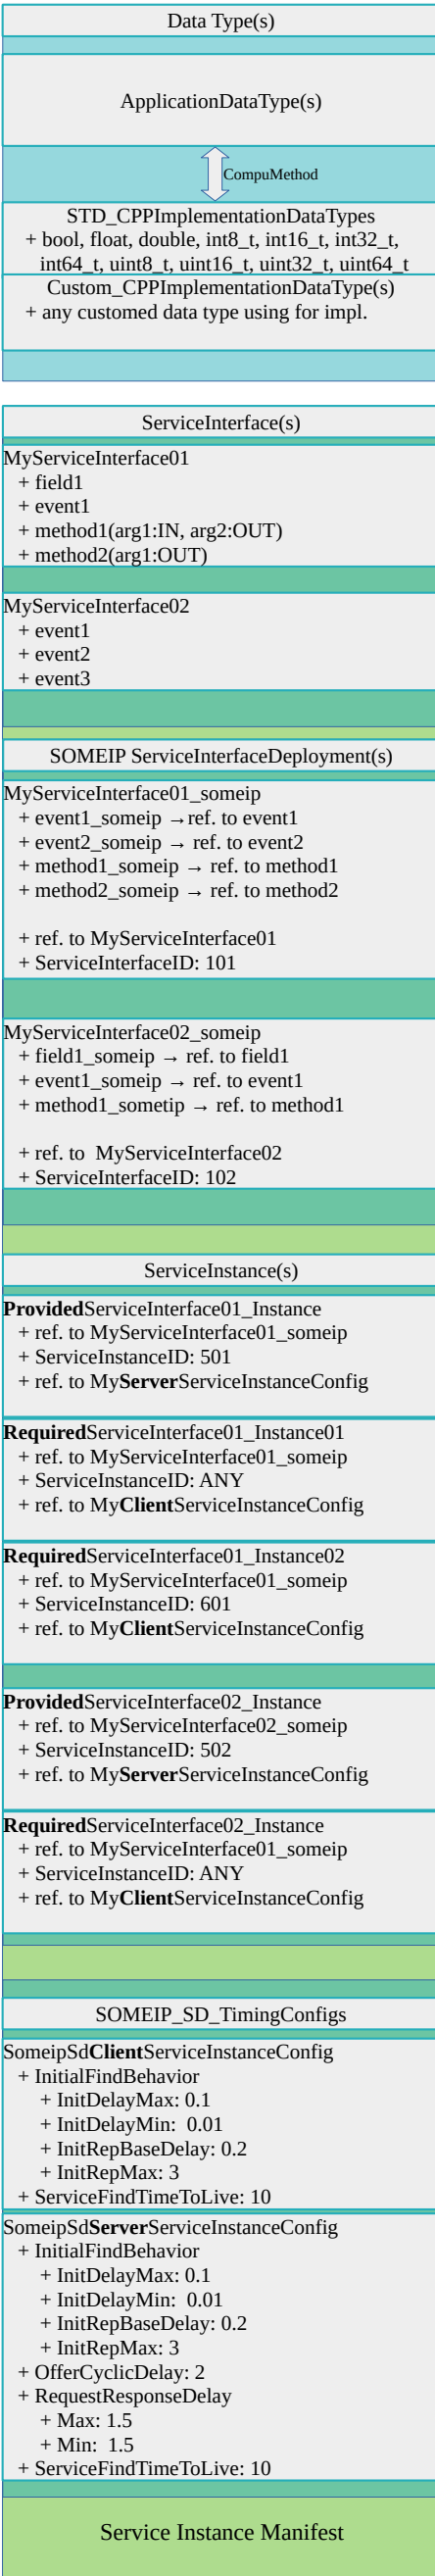 Data Type(s)
ApplicationDataType(s)
CompuMethod
STD_CPPImplementationDataTypes
+ bool, float, double, int8_t, int16_t, int32_t,
int64_t, uint8_t, uint16_t, uint32_t, uint64_t
Custom_CPPImplementationDataType(s)
+ any customed data type using for impl.
ServiceInterface(s)
MyServiceInterface01
+ field1
+ event1
+ method1(arg1:IN, arg2:OUT)
+ method2(arg1:OUT)
MyServiceInterface02
+ event1
+ event2
+ event3
SOMEIP ServiceInterfaceDeployment(s)
MyServiceInterface01_someip
+ event1_someip →ref. to event1
+ event2_someip → ref. to event2
+ method1_someip → ref. to method1
+ method2_someip → ref. to method2
+ ref. to MyServiceInterface01
+ ServiceInterfaceID: 101
MyServiceInterface02_someip
+ field1_someip → ref. to field1
+ event1_someip → ref. to event1
+ method1_sometip → ref. to method1
+ ref. to  MyServiceInterface02
+ ServiceInterfaceID: 102
ServiceInstance(s)
ProvidedServiceInterface01_Instance
+ ref. to MyServiceInterface01_someip
+ ServiceInstanceID: 501
+ ref. to MyServerServiceInstanceConfig
RequiredServiceInterface01_Instance01
+ ref. to MyServiceInterface01_someip
+ ServiceInstanceID: ANY
+ ref. to MyClientServiceInstanceConfig
RequiredServiceInterface01_Instance02
+ ref. to MyServiceInterface01_someip
+ ServiceInstanceID: 601
+ ref. to MyClientServiceInstanceConfig
ProvidedServiceInterface02_Instance
+ ref. to MyServiceInterface02_someip
+ ServiceInstanceID: 502
+ ref. to MyServerServiceInstanceConfig
RequiredServiceInterface02_Instance
+ ref. to MyServiceInterface01_someip
+ ServiceInstanceID: ANY
+ ref. to MyClientServiceInstanceConfig
SOMEIP_SD_TimingConfigs
SomeipSdClientServiceInstanceConfig
+ InitialFindBehavior
+ InitDelayMax: 0.1
+ InitDelayMin:  0.01
+ InitRepBaseDelay: 0.2
+ InitRepMax: 3
+ ServiceFindTimeToLive: 10
SomeipSdServerServiceInstanceConfig
+ InitialFindBehavior
+ InitDelayMax: 0.1
+ InitDelayMin:  0.01
+ InitRepBaseDelay: 0.2
+ InitRepMax: 3
+ OfferCyclicDelay: 2
+ RequestResponseDelay
+ Max: 1.5
+ Min:  1.5
+ ServiceFindTimeToLive: 10
Service Instance Manifest